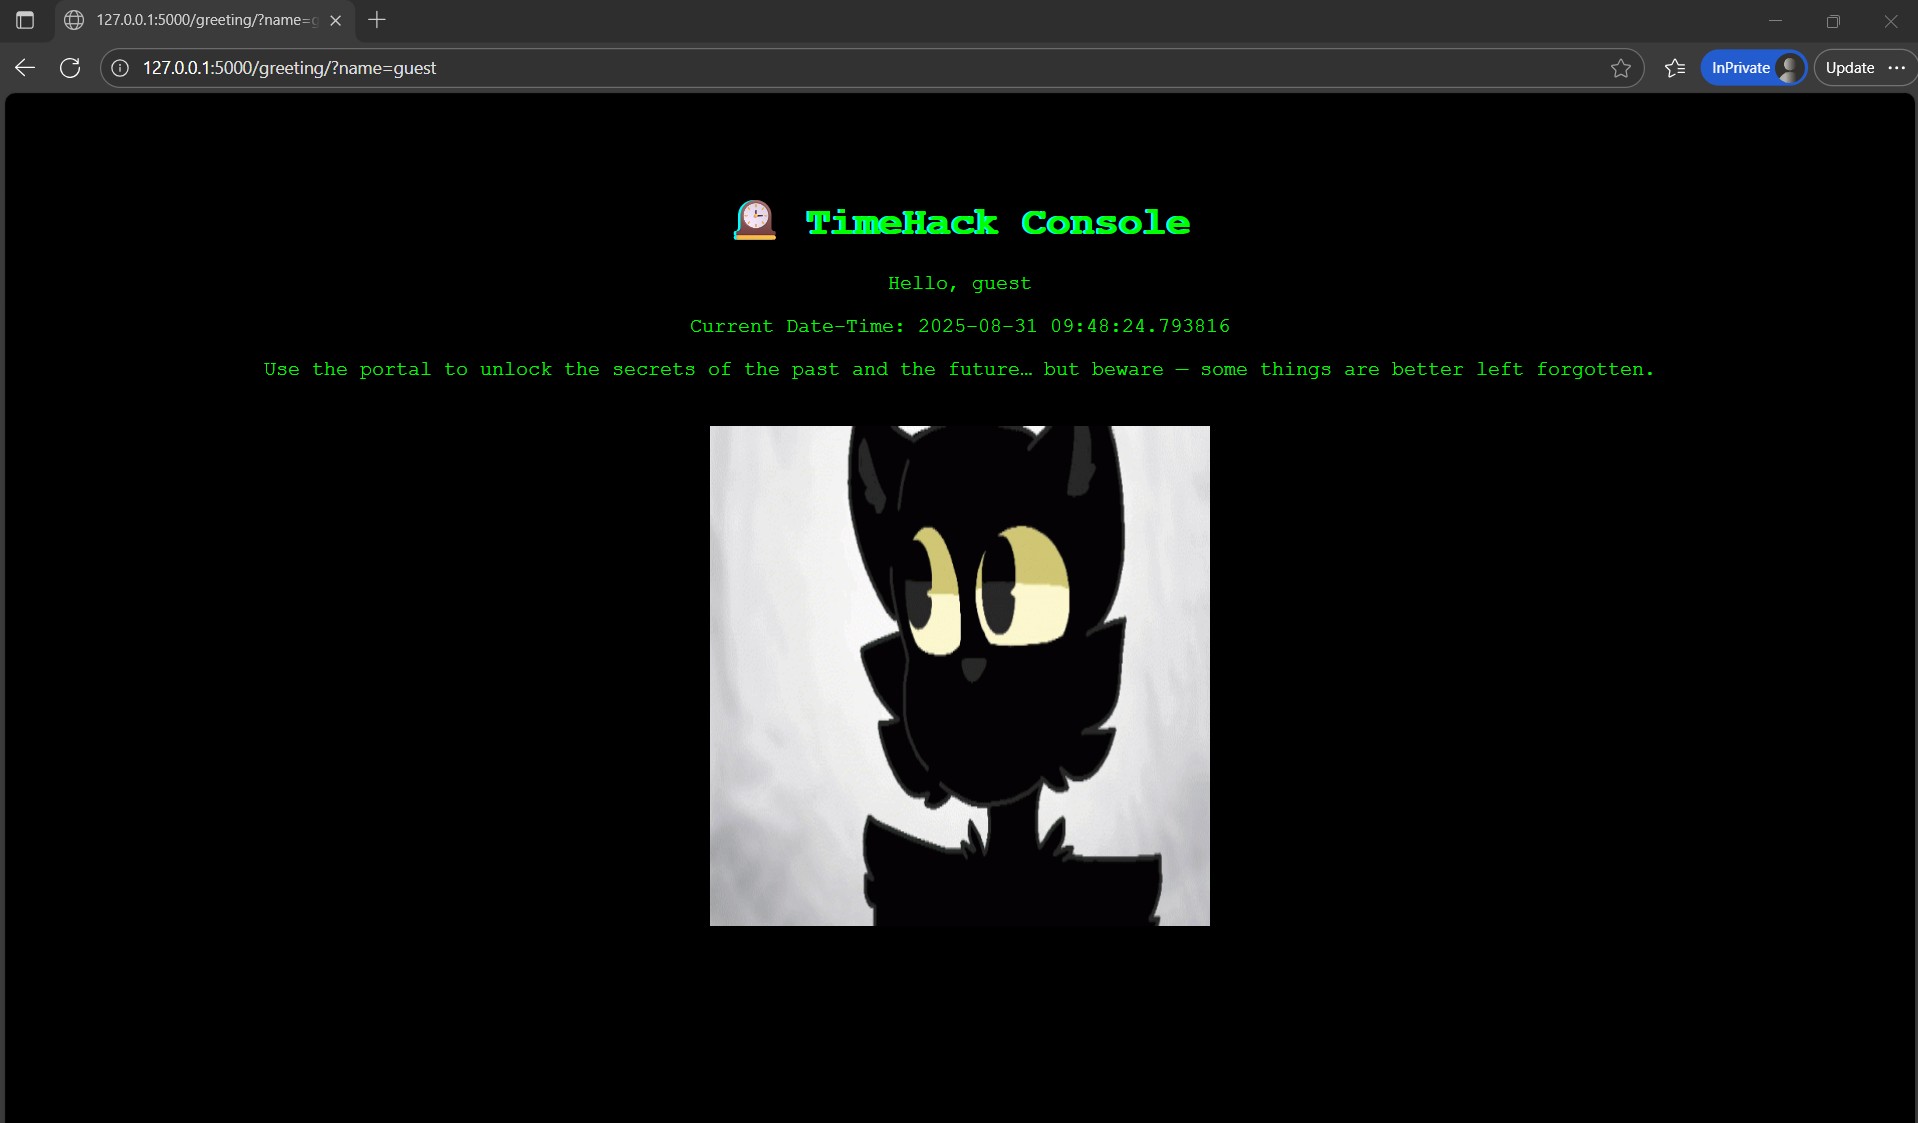 127.0.0.1:5000/greeting/?name=g
127.0.0.1:5000/greeting/?name=guest
InPrivate
Update
TimeHack Console
Hello, guest
Current Date-Time: 2025-08-31 09:48:24.793816
Use the portal to unlock the secrets of the past and the future… but beware — some things are better left forgotten.